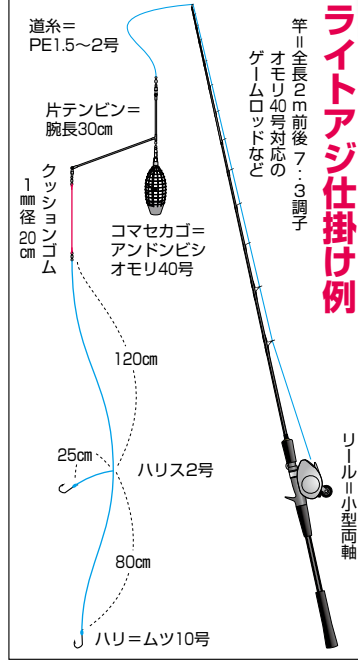 ライトアジ仕掛け例
竿=全長2m前後 7:3調子
オモリ40号対応の
ゲームロッドなど
道糸=
PE1.5〜2号
片テンビン=
腕長30cm
クッションゴム
1mm径 20cm
コマセカゴ=
アンドンビシ
オモリ40号
リール=小型両軸
120cm
25cm
ハリス2号
80cm
ハリ=ムツ10号